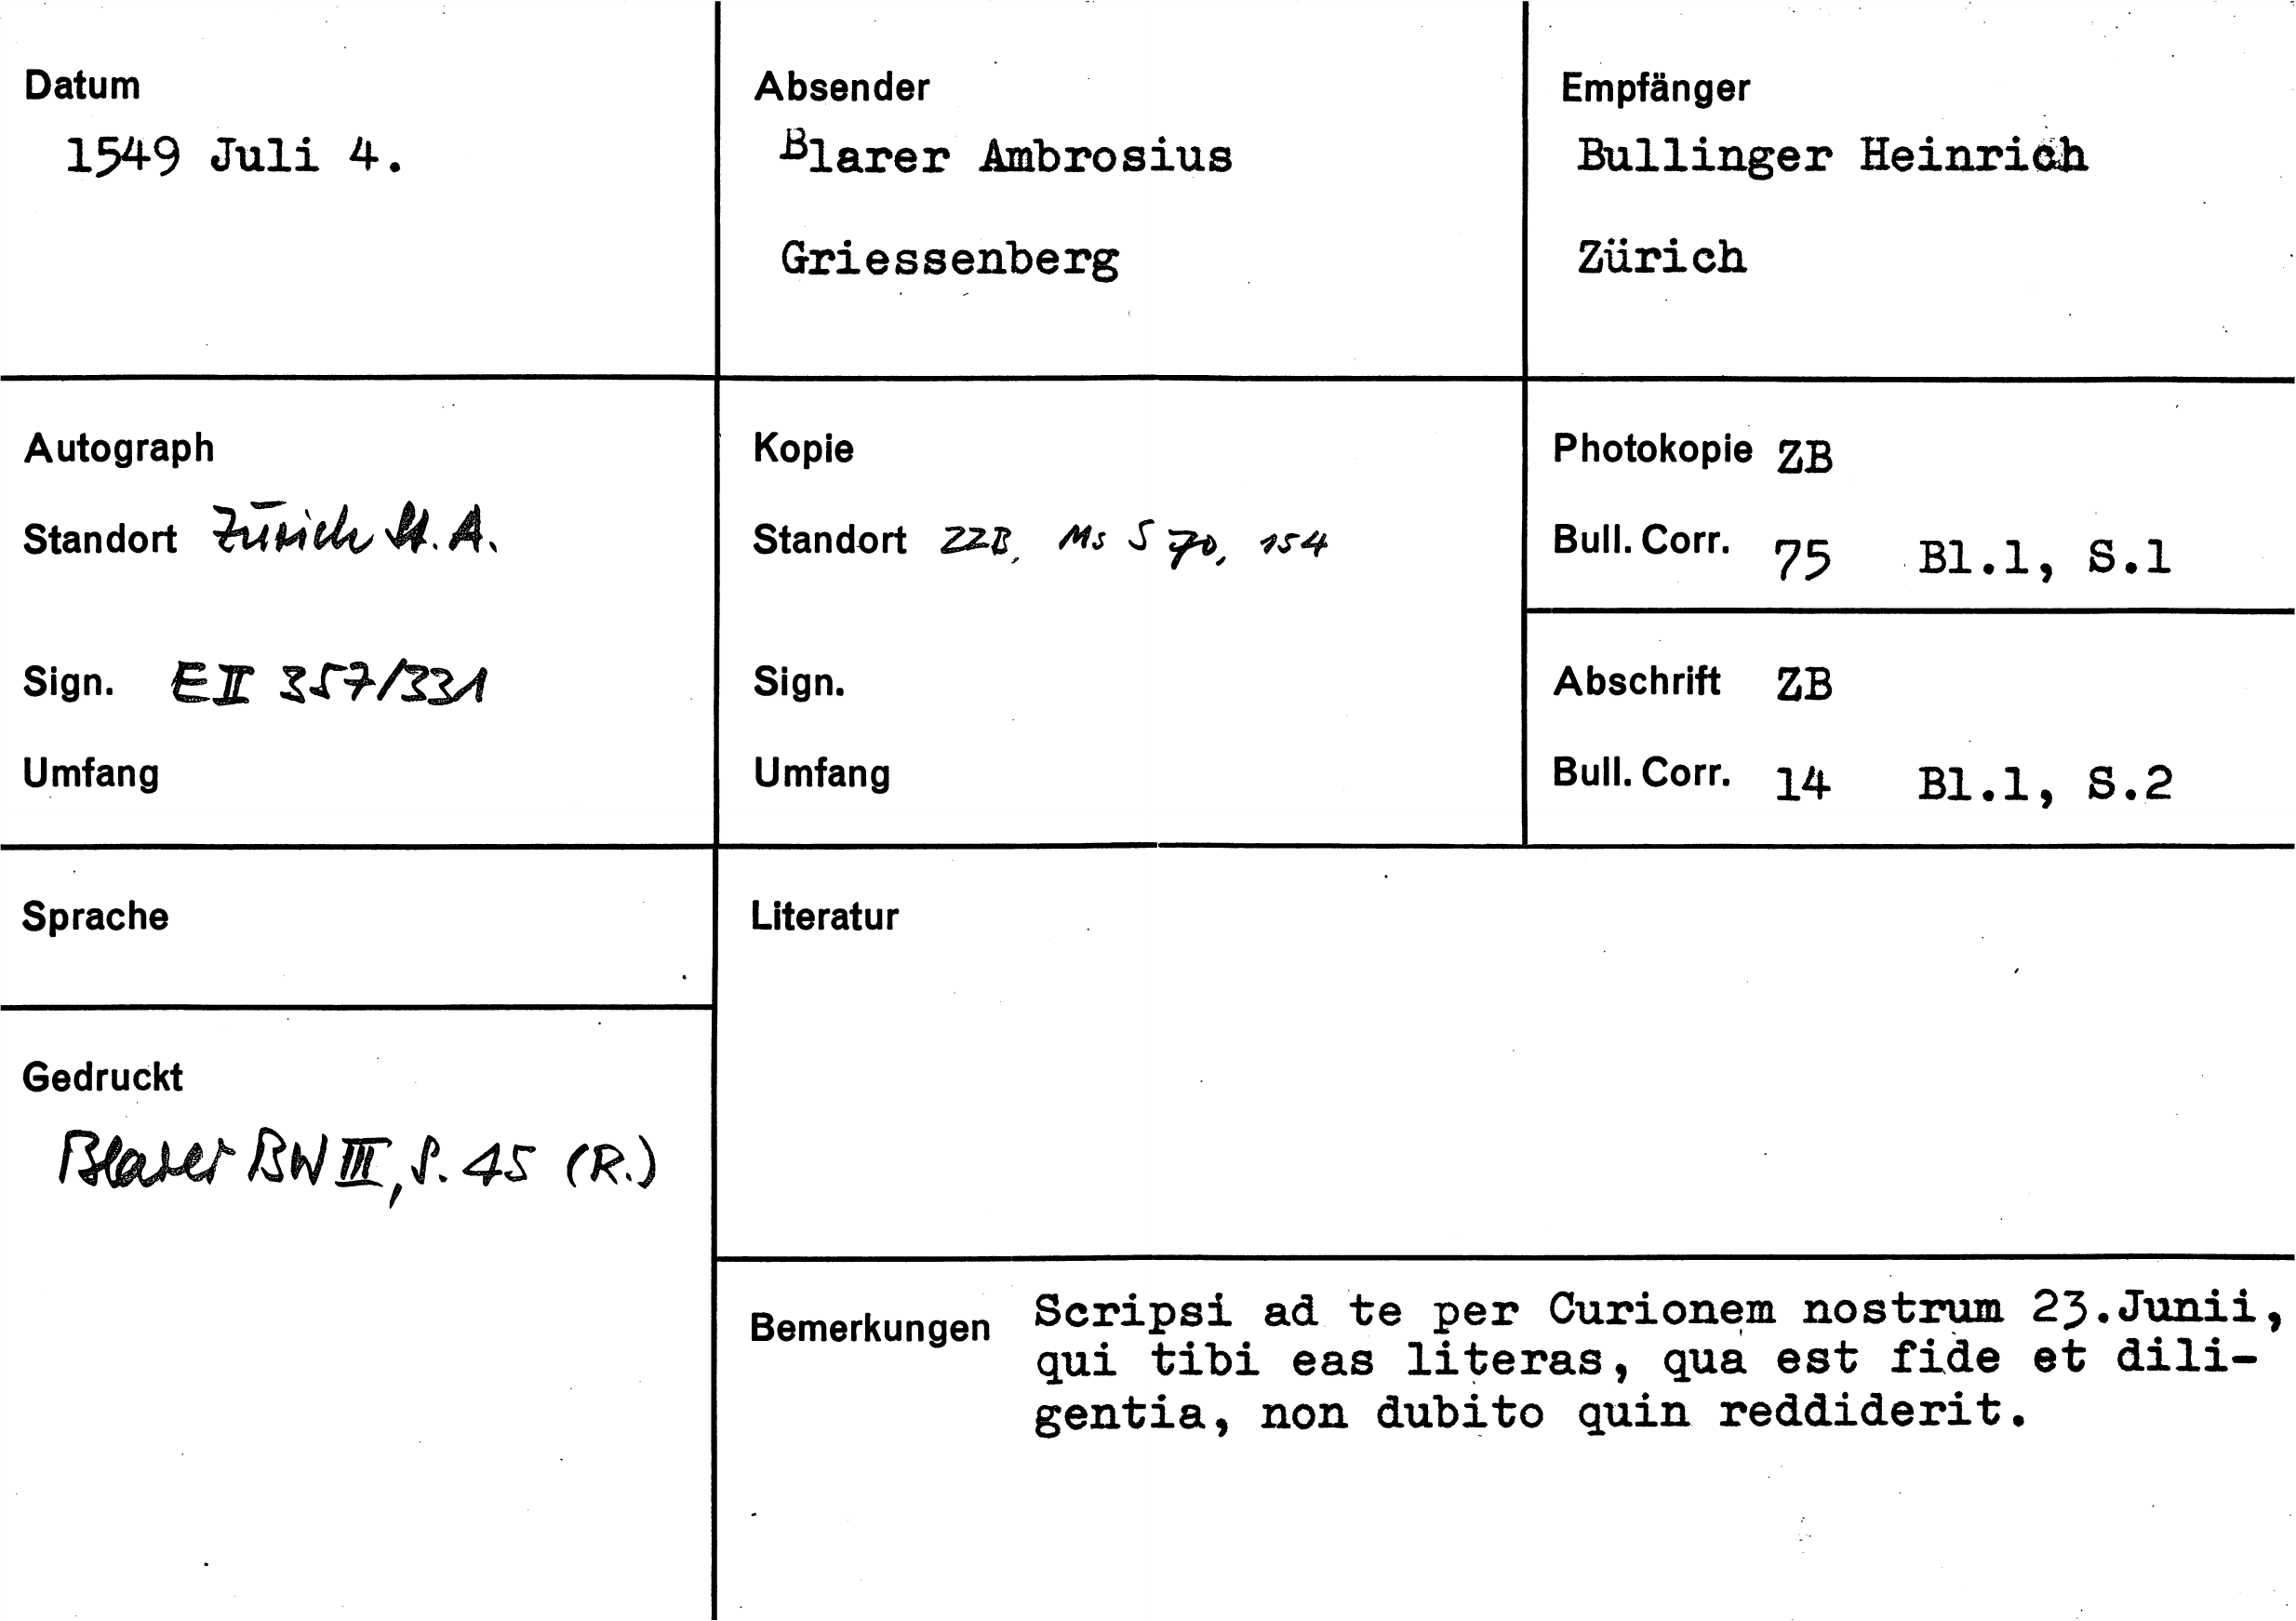 Datum
1549 Juli 4.
Absender
Blarer Ambrosius
Griessenberg
Empfänger
Bullinger Heinrich
Zürich
Autograph
Standort Zürich St. A.
Sign. E II 357/331
Umfang
Kopie
Standort ZZB, Ms S 70, 154
Sign.
Umfang
Photokopie ZB
Bull. Corr. 75 Bl.1, S.1
Abschrift ZB
Bull. Corr. 14 Bl.1, S.2
Sprache
Literatur
Gedruckt
Blarer BW III, S. 45 (R.)
Bemerkungen Scripsi ad te per Curionem nostrum 23.Junii,
qui tibi eas literas, qua est fide et dili-
gentia, non dubito quin reddiderit.